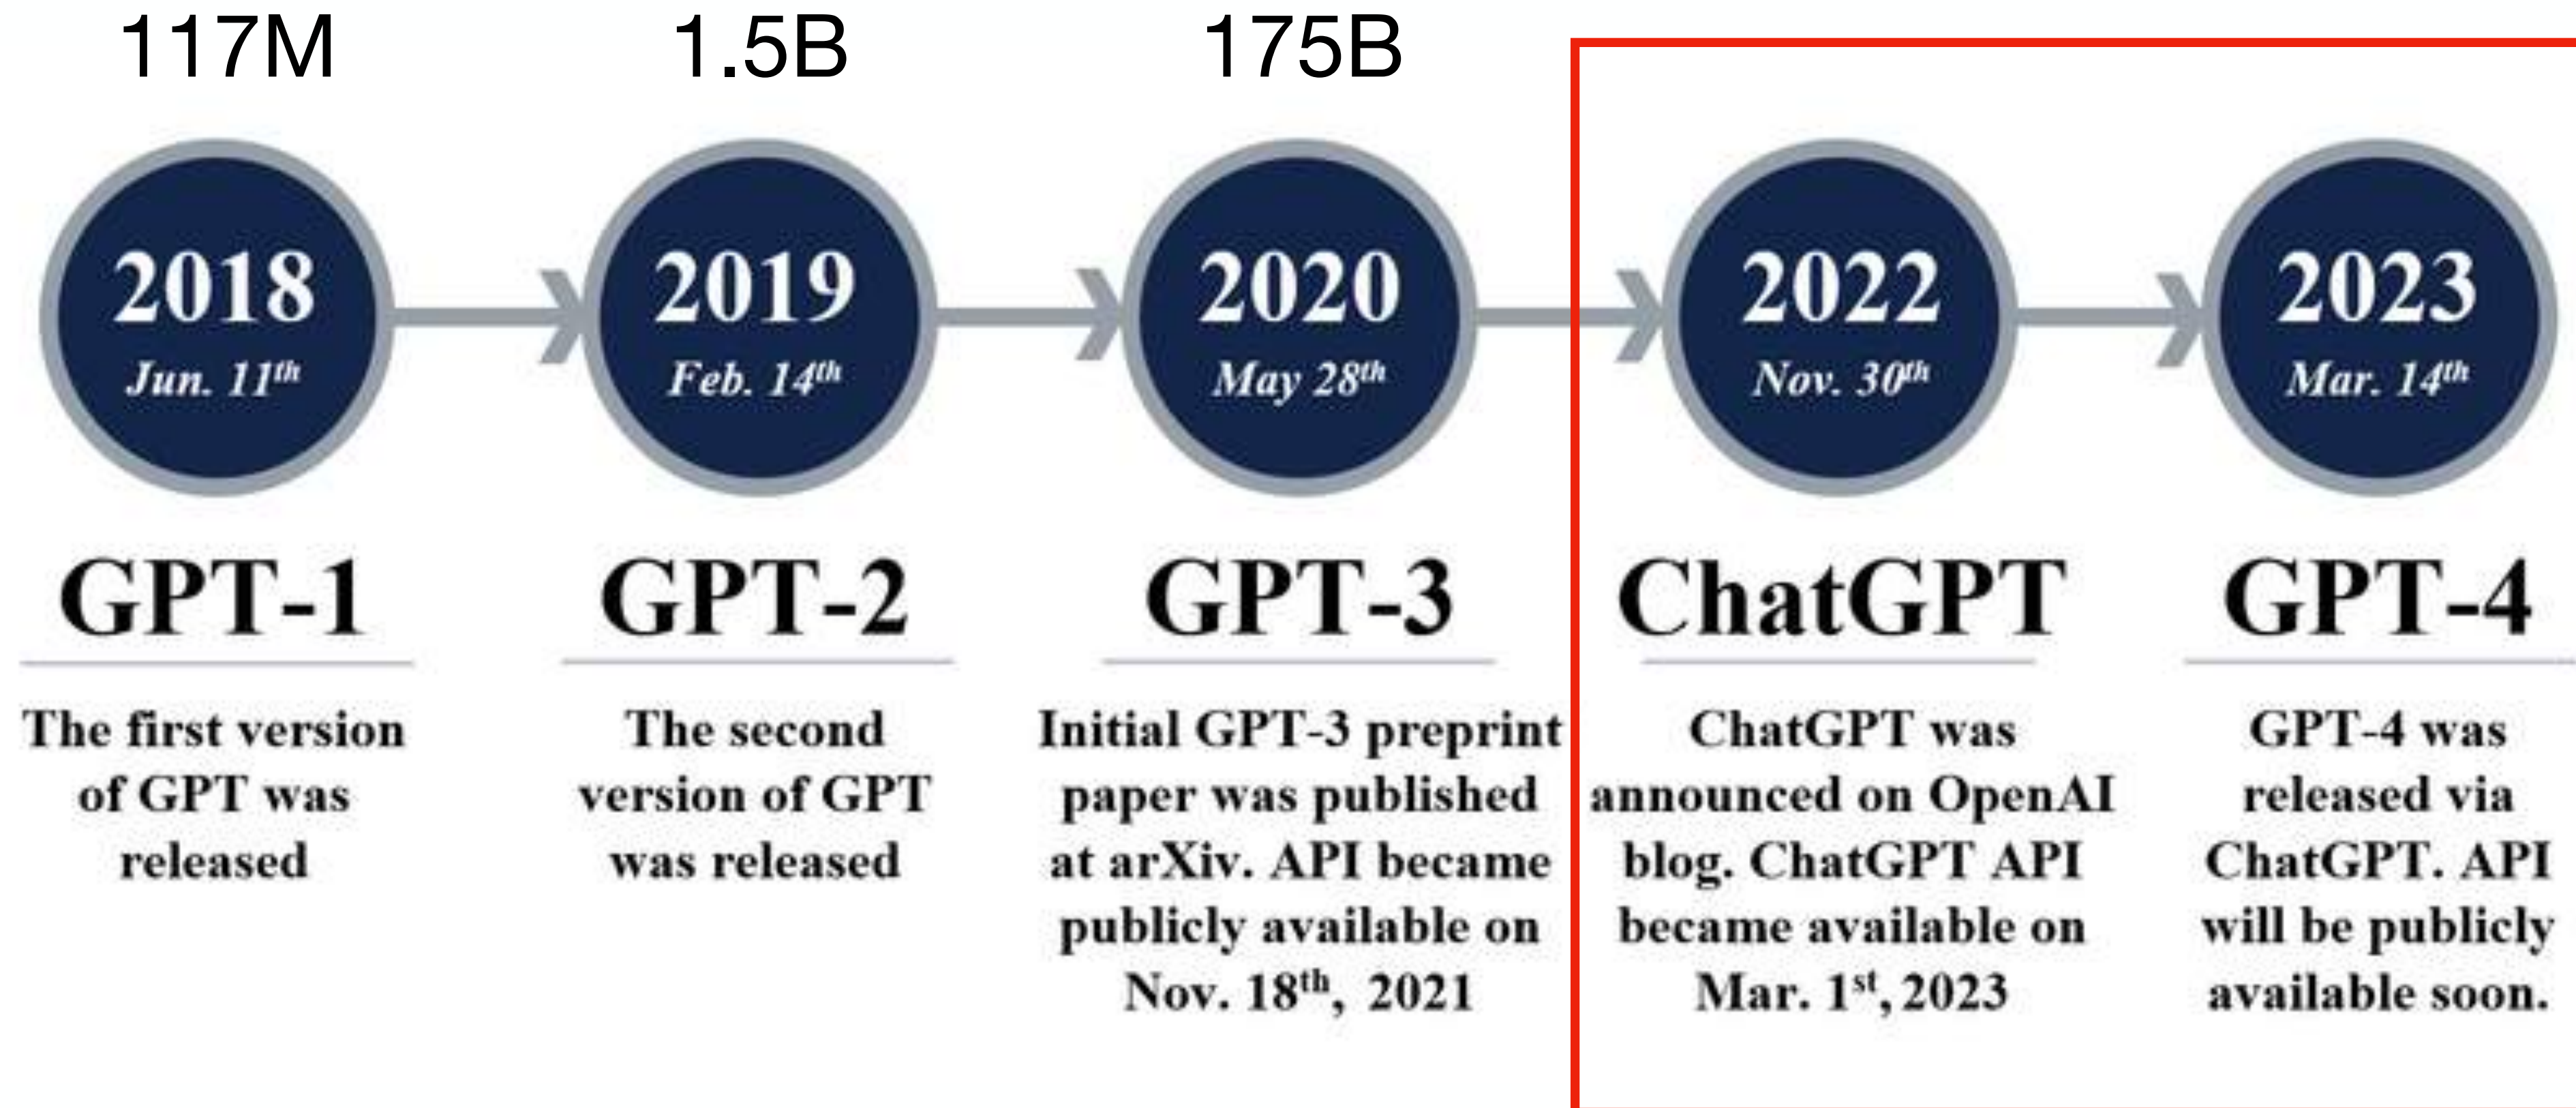 117M
1.5B
175B
2018
Jun. 11th
2019
Feb. 14th
2020
May 28th
2022
Nov. 30th
2023
Mar. 14th
GPT-1
The first version
of GPT was
released
GPT-2
The second
version of GPT
was released
GPT-3
Initial GPT-3 preprint
paper was published
at arXiv. API became
publicly available on
Nov. 18th, 2021
ChatGPT
ChatGPT was
announced on OpenAI
blog. ChatGPT API
became available on
Mar. 1st, 2023
GPT-4
GPT-4 was
released via
ChatGPT. API
will be publicly
available soon.